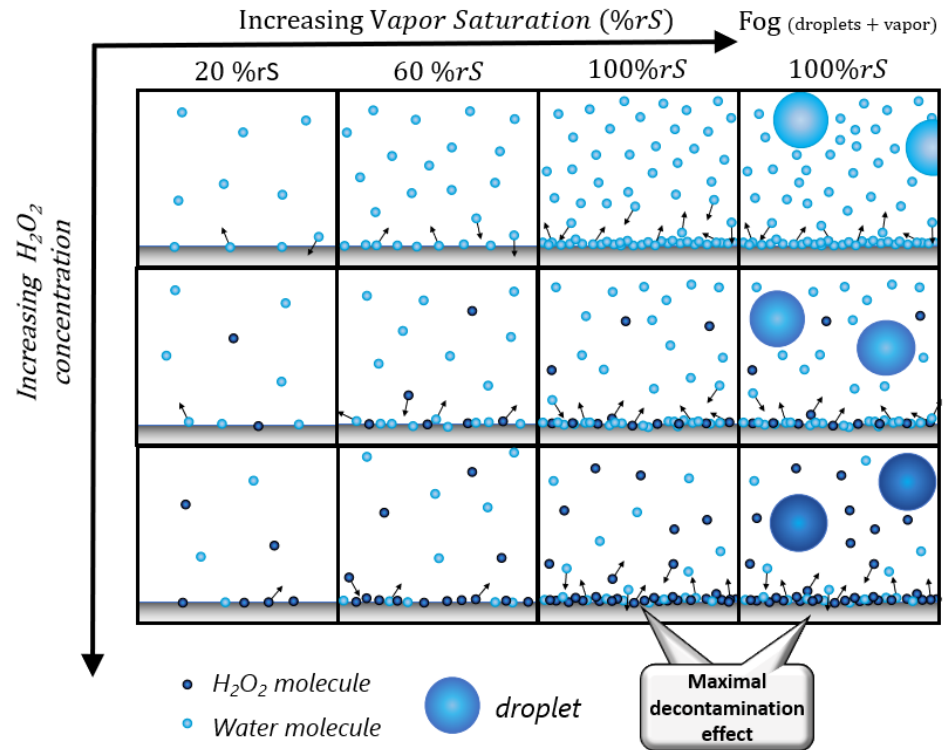 Increasing Vapor Saturation (%rS)
Fog (droplets + vapor)
20 %rS
60 %rS
100%rS
100%rS
Increasing H₂O₂
concentration
H₂O₂ molecule
Water molecule
droplet
Maximal
decontamination
effect